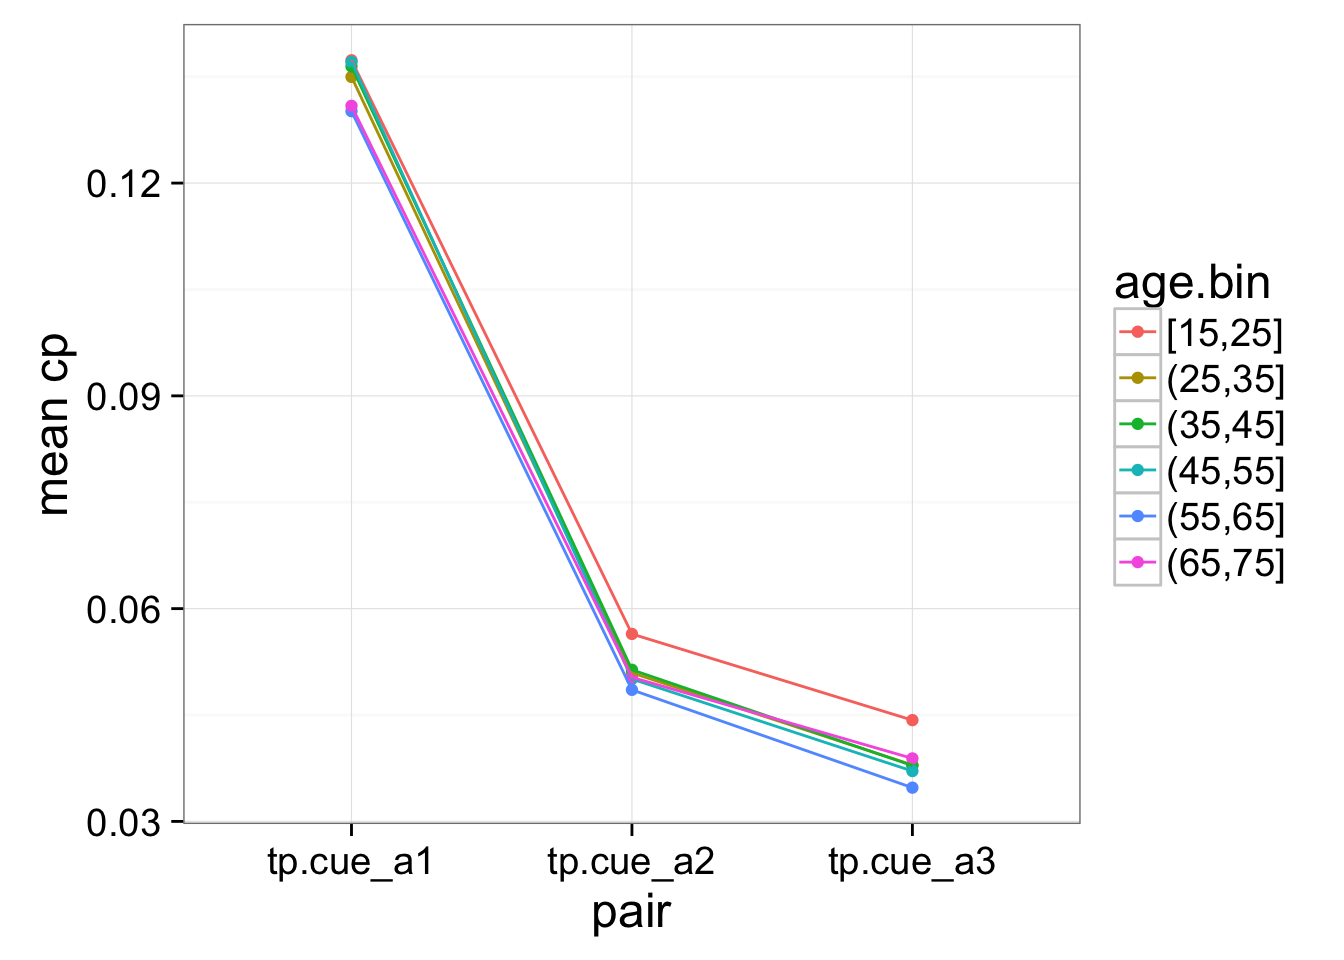 mean cp
0.12
0.09
0.06
0.03
tp.cue_a1
tp.cue_a2
tp.cue_a3
pair
age.bin
[15,25]
(25,35]
(35,45]
(45,55]
(55,65]
(65,75]